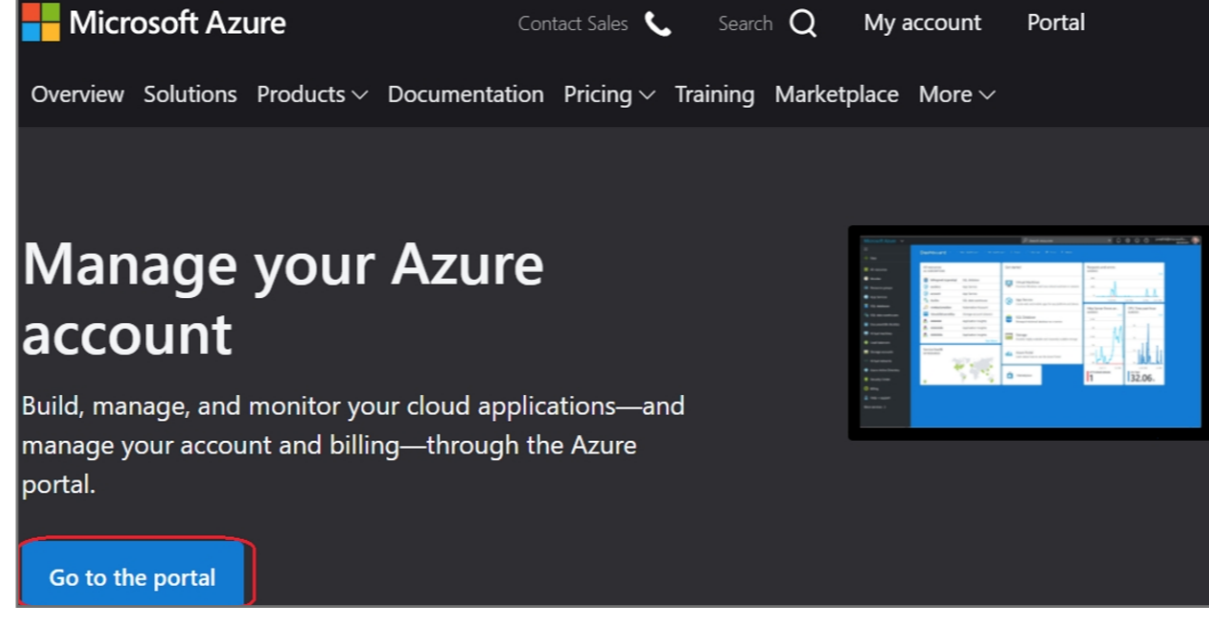 Microsoft Azure
Contact Sales
Search
My account
Portal
Overview Solutions Products Documentation Pricing Training Marketplace More
Manage your Azure
account
Build, manage, and monitor your cloud applications—and
manage your account and billing—through the Azure
portal.
Go to the portal
32.06